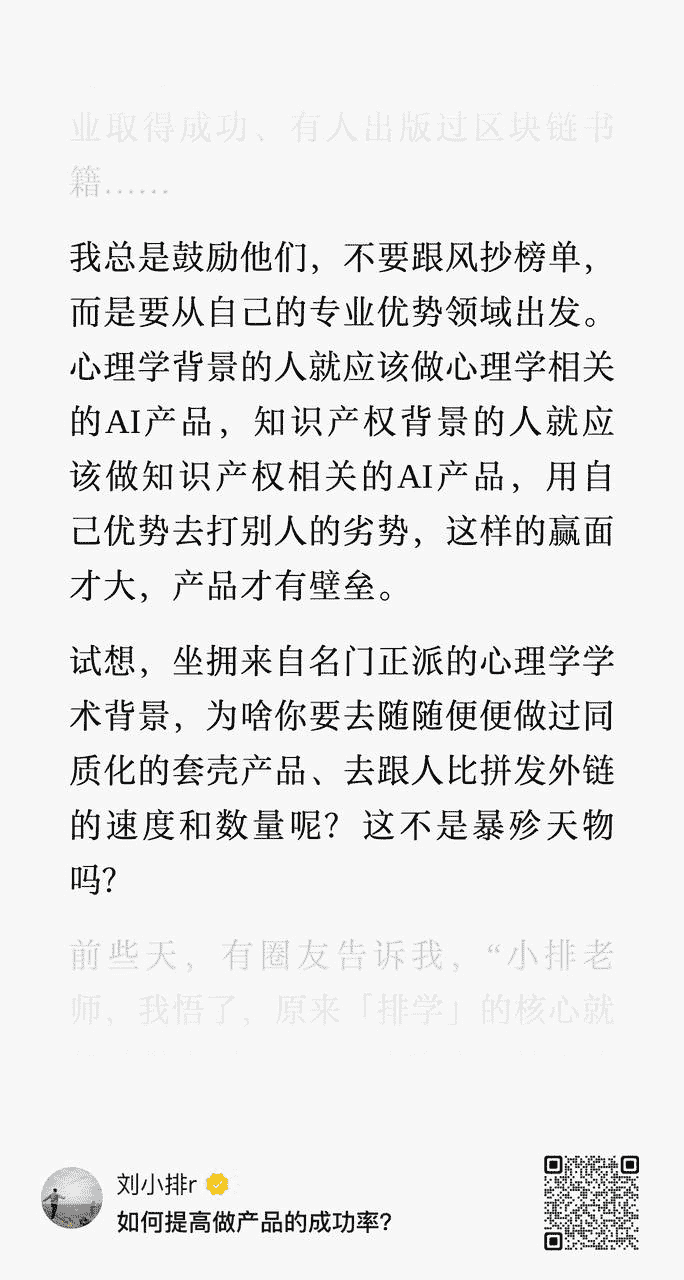 业取得成功、有人出版过区块链书
籍……
我总是鼓励他们，不要跟风抄榜单，
而是要从自己的专业优势领域出发。
心理学背景的人就应该做心理学相关
的AI产品，知识产权背景的人就应
该做知识产权相关的AI产品，用自
己优势去打别人的劣势，这样的赢面
才大，产品才有壁垒。
试想，坐拥来自名门正派的心理学学
术背景，为啥你要去随随便便做过同
质化的套壳产品、去跟人比拼发外链
的速度和数量呢？这不是暴殄天物
吗？
前些天，有圈友告诉我，“小排老
师，我悟了，原来「排学」的核心就
刘小排r
如何提高做产品的成功率？